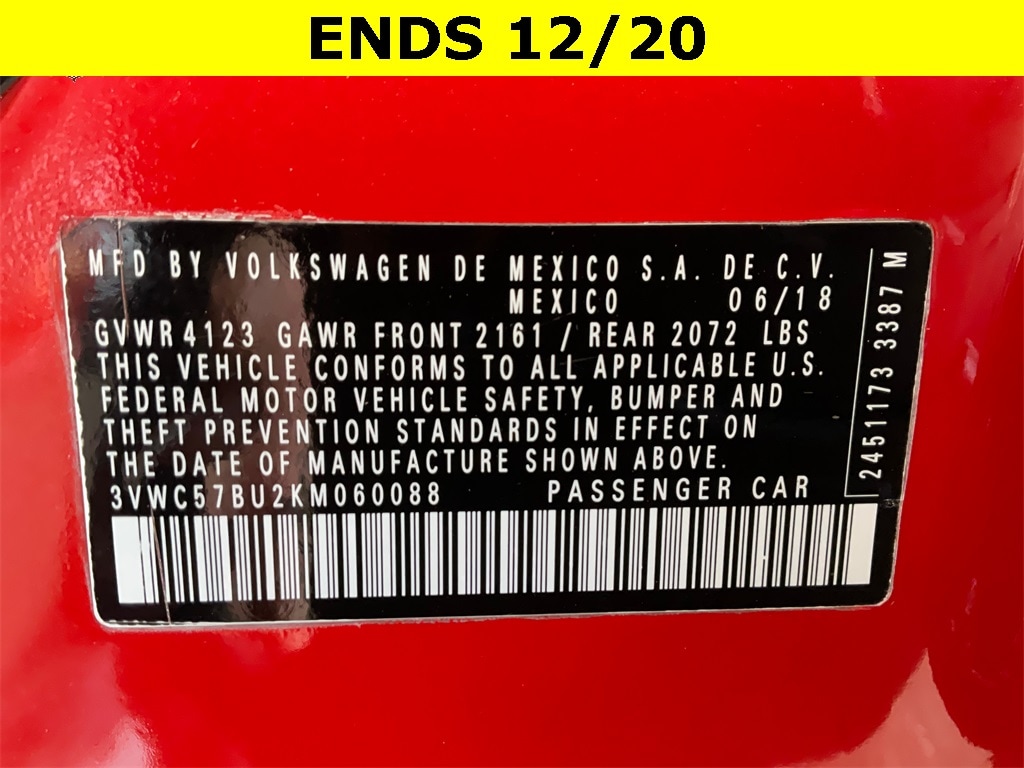 ENDS 12/20
MFD BY VOLKSWAGEN DE MEXICO S.A. DE C.V.
MEXICO 06/18
GVWR 4123 GAWR FRONT 2161 / REAR 2072 LBS
THIS VEHICLE CONFORMS TO ALL APPLICABLE U.S.
FEDERAL MOTOR VEHICLE SAFETY, BUMPER AND
THEFT PREVENTION STANDARDS IN EFFECT ON
THE DATE OF MANUFACTURE SHOWN ABOVE.
3VWC57BU2KM060088 PASSENGER CAR
2451173 3387 M